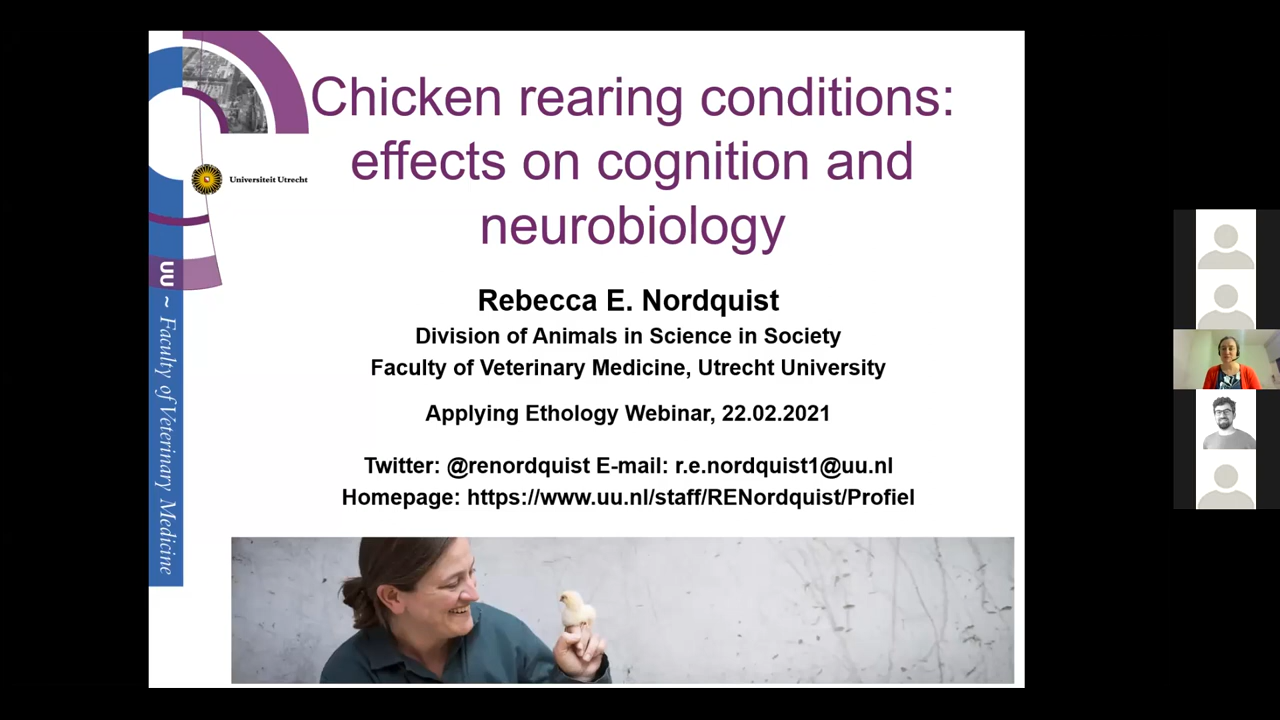 Chicken rearing conditions:
effects on cognition and
neurobiology
Universiteit Utrecht
UU ~ Faculty of Veterinary Medicine
Rebecca E. Nordquist
Division of Animals in Science in Society
Faculty of Veterinary Medicine, Utrecht University
Applying Ethology Webinar, 22.02.2021
Twitter: @renordquist E-mail: r.e.nordquist1@uu.nl
Homepage: https://www.uu.nl/staff/RENordquist/Profiel